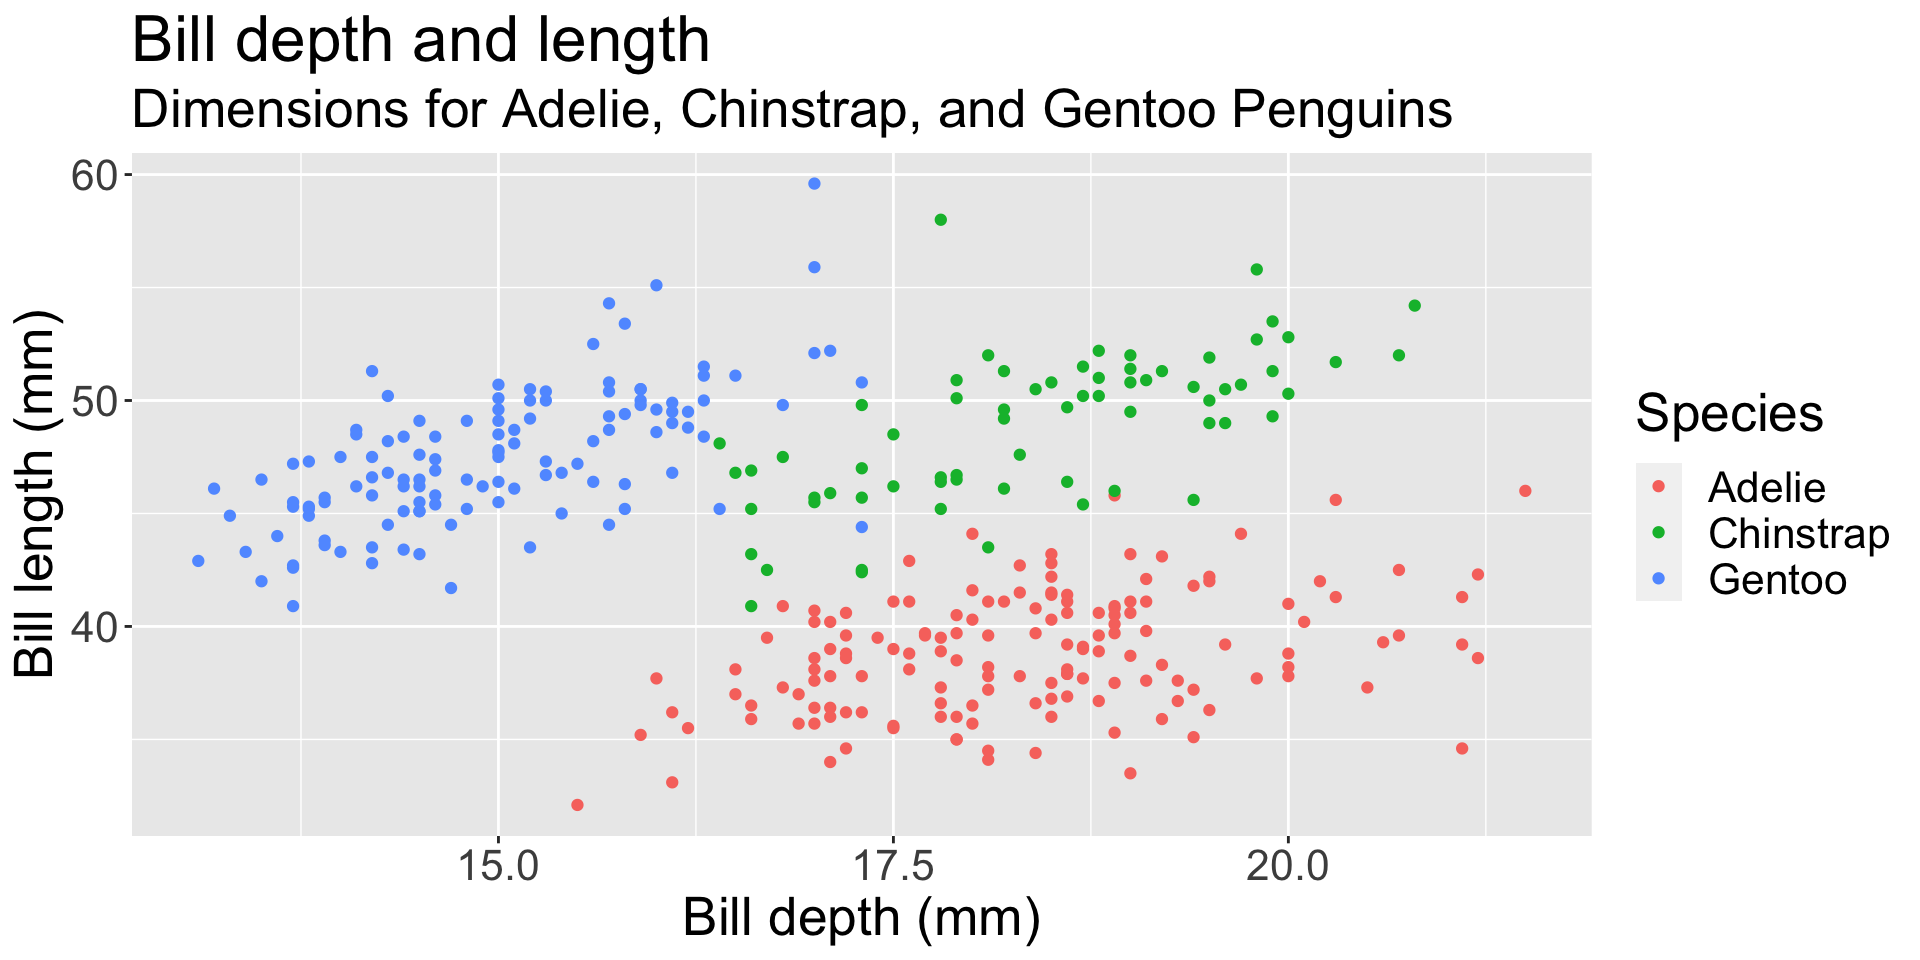 Bill depth and length
Dimensions for Adelie, Chinstrap, and Gentoo Penguins
60
50
40
Bill length (mm)
15.0 17.5 20.0
Bill depth (mm)
Species
Adelie
Chinstrap
Gentoo